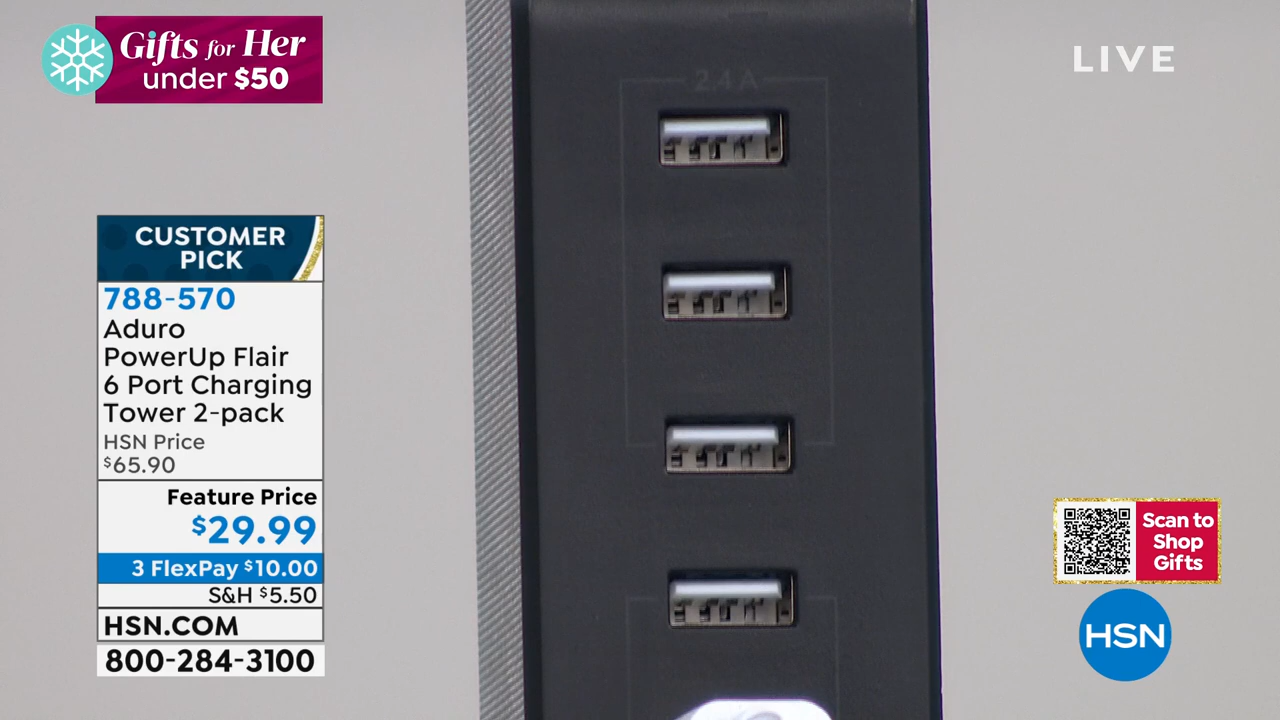 Gifts for Her
under $50
LIVE
2.4A
CUSTOMER
PICK
788-570
Aduro
PowerUp Flair
6 Port Charging
Tower 2-pack
HSN Price
$65.90
Feature Price
$29.99
3 FlexPay $10.00
S&H $5.50
HSN.COM
800-284-3100
Scan to
Shop
Gifts
HSN